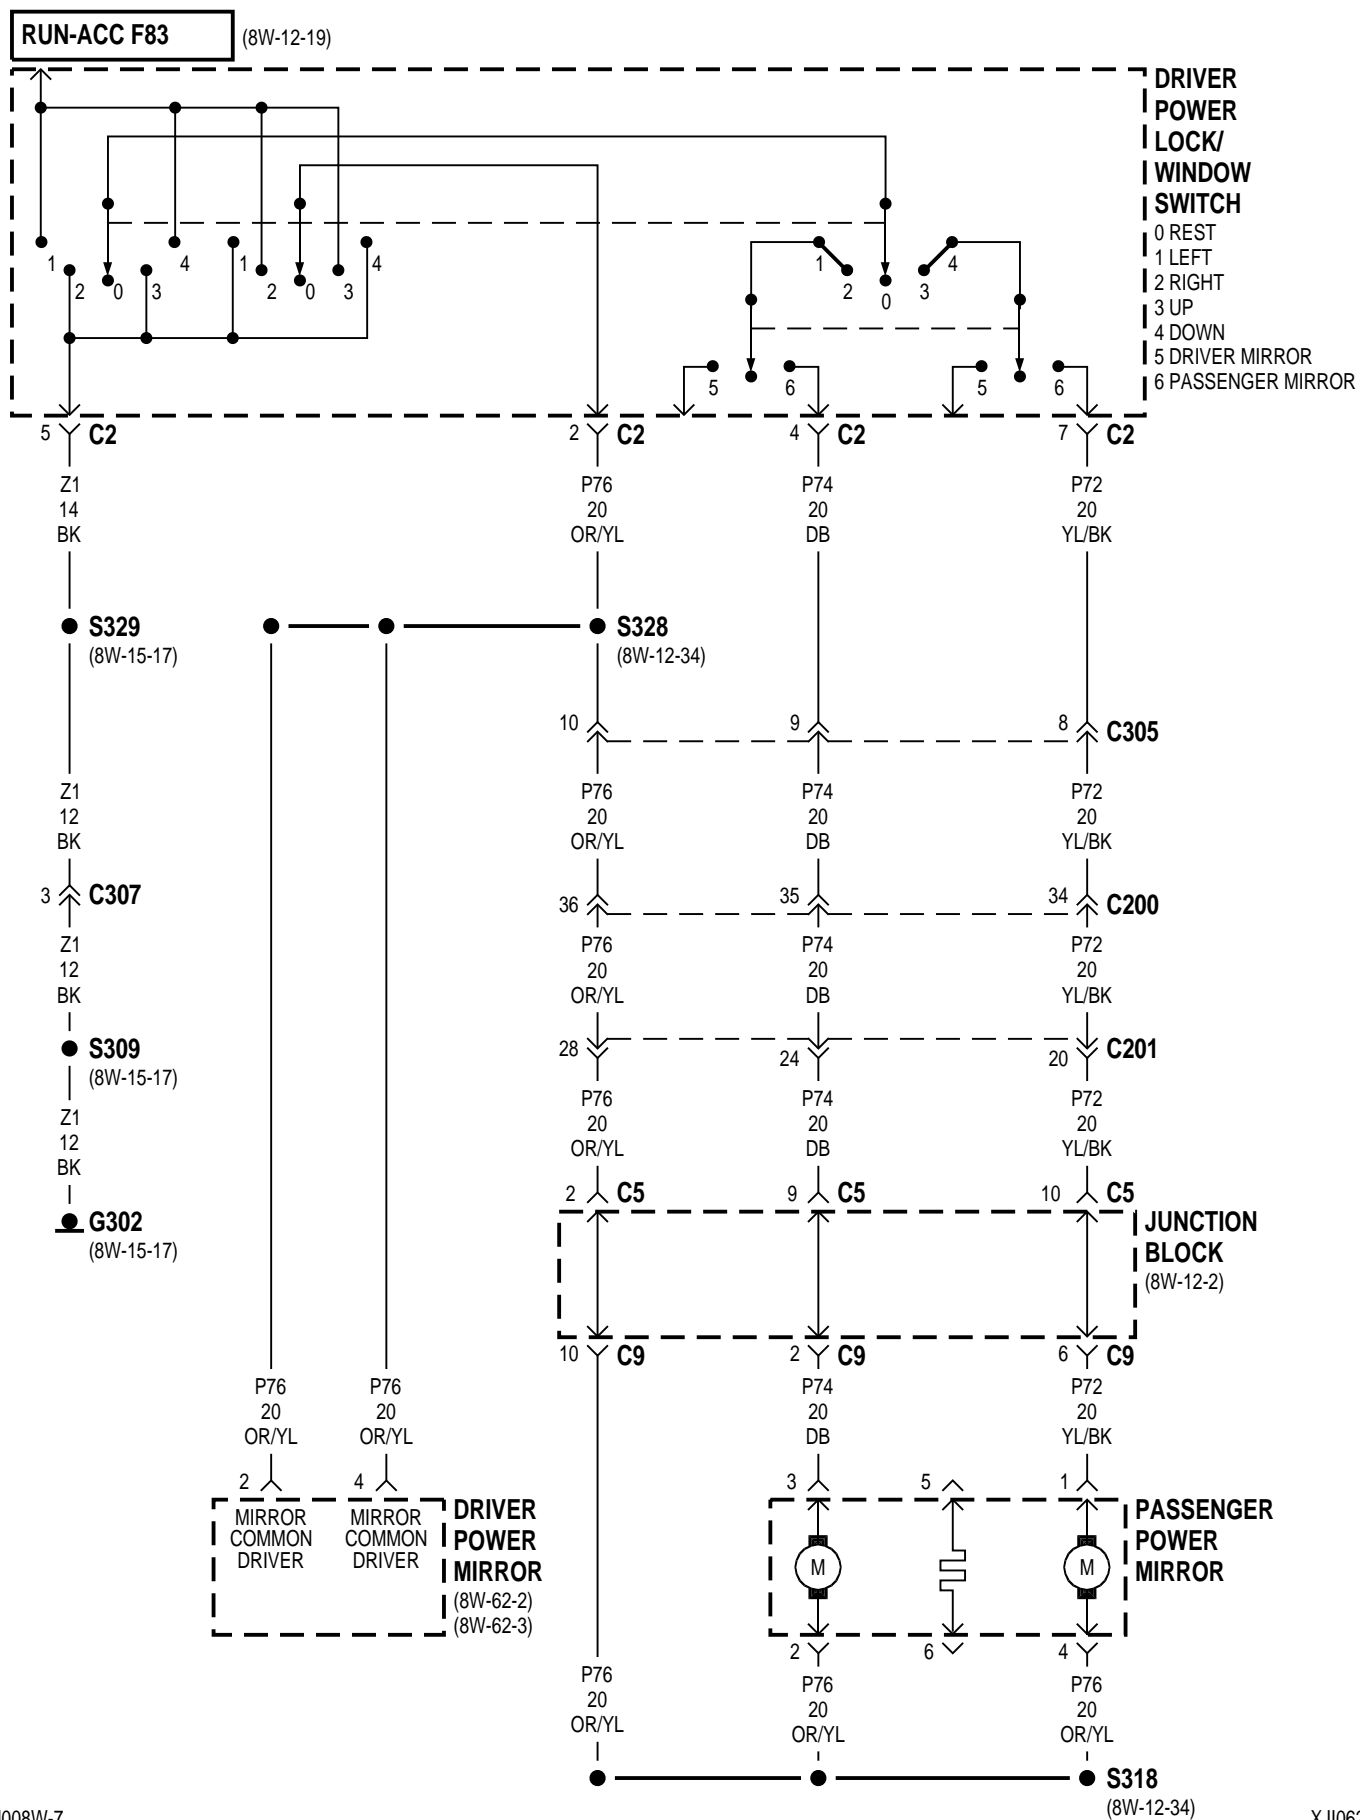 RUN-ACC F83 (8W-12-19)
DRIVER
POWER
LOCK/
WINDOW
SWITCH
0 REST
1 LEFT
2 RIGHT
3 UP
4 DOWN
5 DRIVER MIRROR
6 PASSENGER MIRROR
1 4 1 4 1 4
2 0 3 2 0 3 2 0 3
5 6 5 6
5 C2 2 C2 4 C2 7 C2
Z1 P76 P74 P72
14 20 20 20
BK OR/YL DB YL/BK
S329 S328
(8W-15-17) (8W-12-34)
10 9 8 C305
Z1 P76 P74 P72
12 20 20 20
BK OR/YL DB YL/BK
3 C307 36 35 34 C200
Z1 P76 P74 P72
12 20 20 20
BK OR/YL DB YL/BK
S309 28 24 20 C201
(8W-15-17)
Z1 P76 P74 P72
12 20 20 20
BK OR/YL DB YL/BK
2 C5 9 C5 10 C5
G302
(8W-15-17)
JUNCTION
BLOCK
(8W-12-2)
10 C9 2 C9 6 C9
P76 P76 P74 P72
20 20 20 20
OR/YL OR/YL DB YL/BK
2 4 3 5 1
MIRROR
COMMON
DRIVER
MIRROR
COMMON
DRIVER
DRIVER
POWER
MIRROR
(8W-62-2)
(8W-62-3)
M M
PASSENGER
POWER
MIRROR
2 6 4
P76 P76 P76
20 20 20
OR/YL OR/YL OR/YL
S318
(8W-12-34)